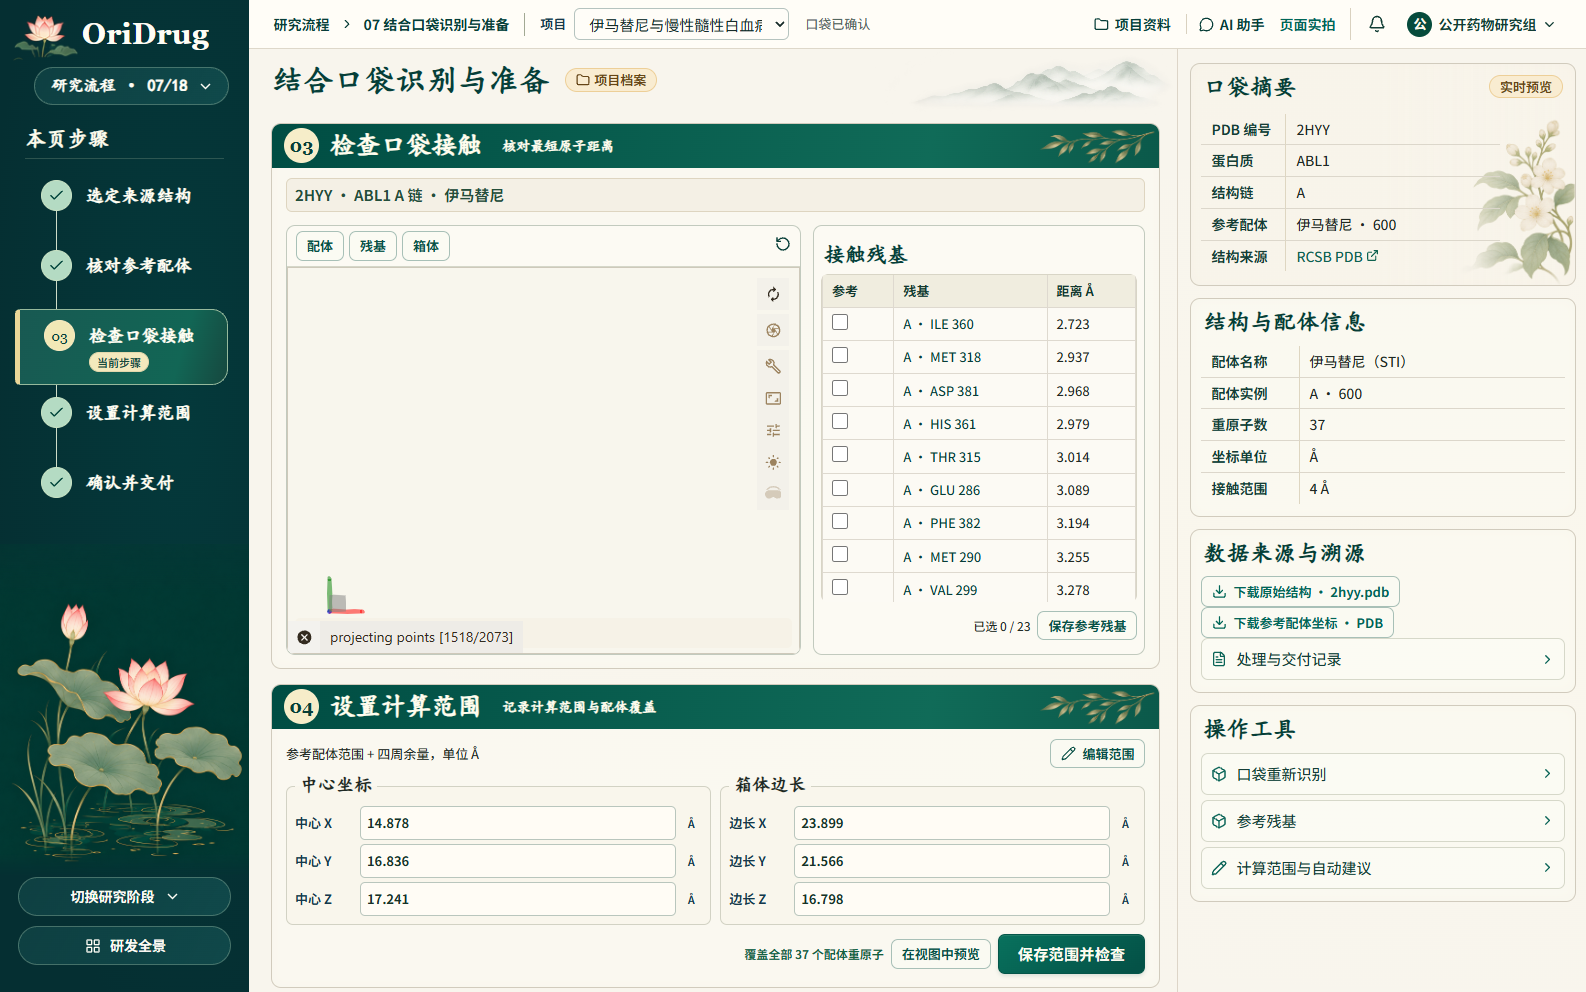 OriDrug
研究流程 • 07/18
本页步骤
选定来源结构
核对参考配体
03 检查口袋接触
当前步骤
设置计算范围
确认并交付
切换研究阶段
研发全景
研究流程 > 07 结合口袋识别与准备
项目 伊马替尼与慢性髓性白血病 口袋已确认
项目资料 AI 助手 页面实拍 公 公开药物研究组
结合口袋识别与准备 项目档案
03 检查口袋接触 核对最短原子距离
2HYY • ABL1 A 链 • 伊马替尼
配体 残基 箱体
projecting points [1518/2073]
接触残基
参考 残基 距离 Å
A • ILE 360 2.723
A • MET 318 2.937
A • ASP 381 2.968
A • HIS 361 2.979
A • THR 315 3.014
A • GLU 286 3.089
A • PHE 382 3.194
A • MET 290 3.255
A • VAL 299 3.278
已选 0 / 23 保存参考残基
04 设置计算范围 记录计算范围与配体覆盖
参考配体范围 + 四周余量，单位 Å 编辑范围
中心坐标
中心 X 14.878 Å
中心 Y 16.836 Å
中心 Z 17.241 Å
箱体边长
边长 X 23.899 Å
边长 Y 21.566 Å
边长 Z 16.798 Å
覆盖全部 37 个配体重原子 在视图中预览 保存范围并检查
口袋摘要 实时预览
PDB 编号 2HYY
蛋白质 ABL1
结构链 A
参考配体 伊马替尼 • 600
结构来源 RCSB PDB
结构与配体信息
配体名称 伊马替尼（STI）
配体实例 A • 600
重原子数 37
坐标单位 Å
接触范围 4 Å
数据来源与溯源
下载原始结构 • 2hyy.pdb
下载参考配体坐标 • PDB
处理与交付记录
操作工具
口袋重新识别
参考残基
计算范围与自动建议